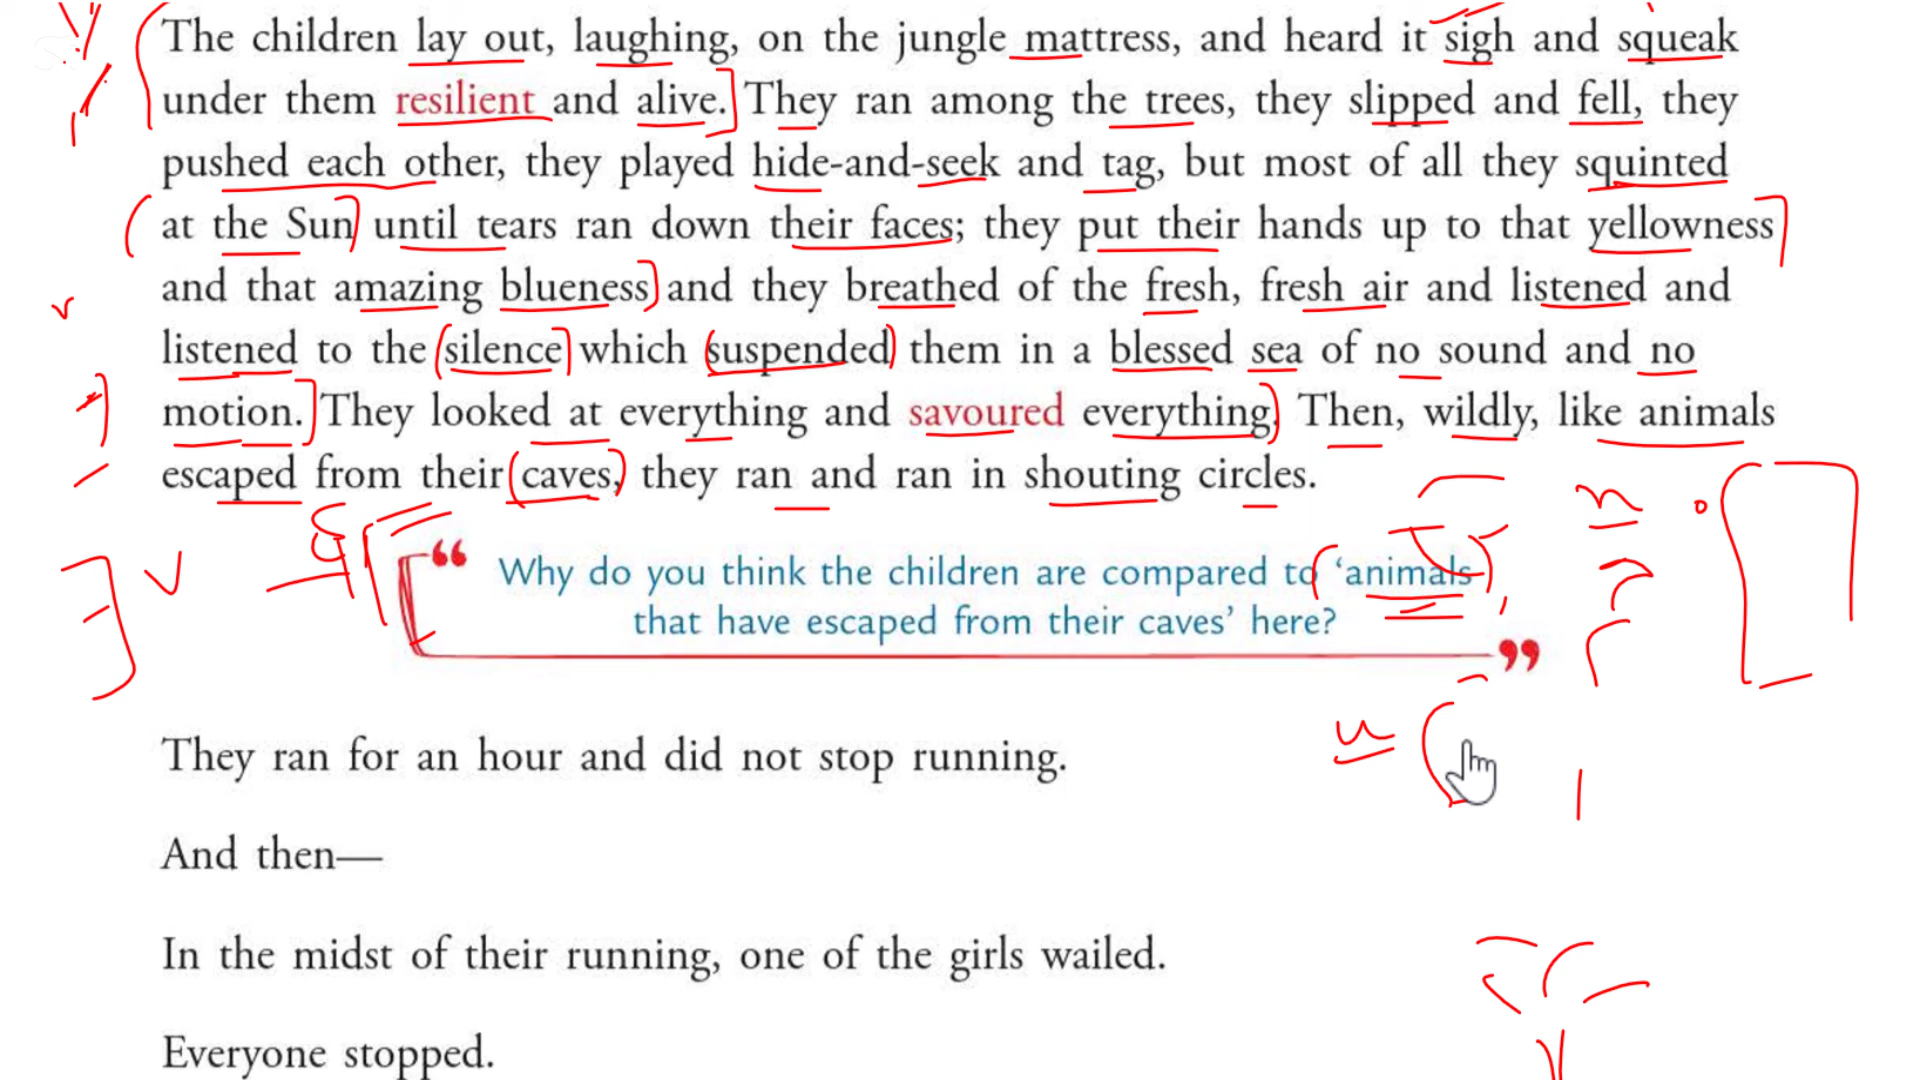 The children lay out, laughing, on the jungle mattress, and heard it sigh and squeak
under them resilient and alive. They ran among the trees, they slipped and fell, they
pushed each other, they played hide-and-seek and tag, but most of all they squinted
at the Sun until tears ran down their faces; they put their hands up to that yellowness
and that amazing blueness and they breathed of the fresh, fresh air and listened and
listened to the silence which suspended them in a blessed sea of no sound and no
motion. They looked at everything and savoured everything. Then, wildly, like animals
escaped from their caves, they ran and ran in shouting circles.
“ Why do you think the children are compared to ‘animals
that have escaped from their caves’ here? ”
They ran for an hour and did not stop running.
And then—
In the midst of their running, one of the girls wailed.
Everyone stopped.